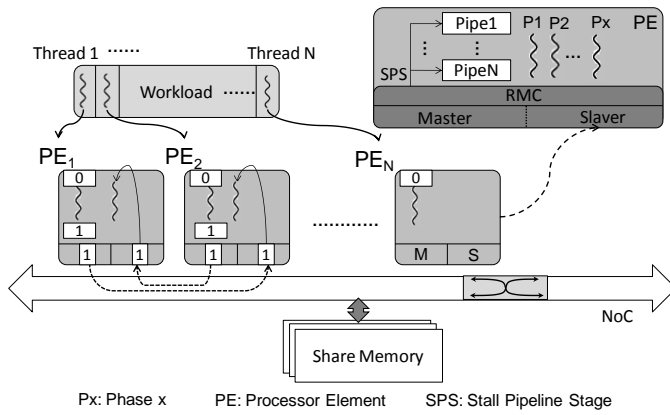 Thread 1 ...... Thread N
Workload ......
Pipe1 P1 P2 Px PE
⋮ ⋮ ...
SPS PipeN
RMC
Master Slaver
PE1 PE2 PEN
0 0 0
1 1
1 1 1 1 M S
............
NoC
Share Memory
Px: Phase x PE: Processor Element SPS: Stall Pipeline Stage